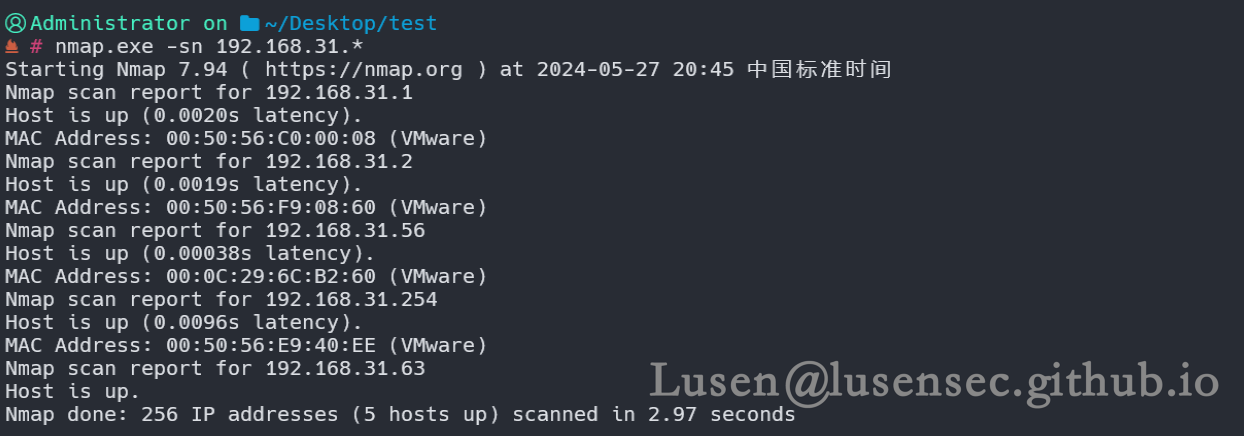 Administrator on ~/Desktop/test
# nmap.exe -sn 192.168.31.*
Starting Nmap 7.94 ( https://nmap.org ) at 2024-05-27 20:45 中国标准时间
Nmap scan report for 192.168.31.1
Host is up (0.0020s latency).
MAC Address: 00:50:56:C0:00:08 (VMware)
Nmap scan report for 192.168.31.2
Host is up (0.0019s latency).
MAC Address: 00:50:56:F9:08:60 (VMware)
Nmap scan report for 192.168.31.56
Host is up (0.00038s latency).
MAC Address: 00:0C:29:6C:B2:60 (VMware)
Nmap scan report for 192.168.31.254
Host is up (0.0096s latency).
MAC Address: 00:50:56:E9:40:EE (VMware)
Nmap scan report for 192.168.31.63
Host is up.
Nmap done: 256 IP addresses (5 hosts up) scanned in 2.97 seconds
Lusen@lusensec.github.io